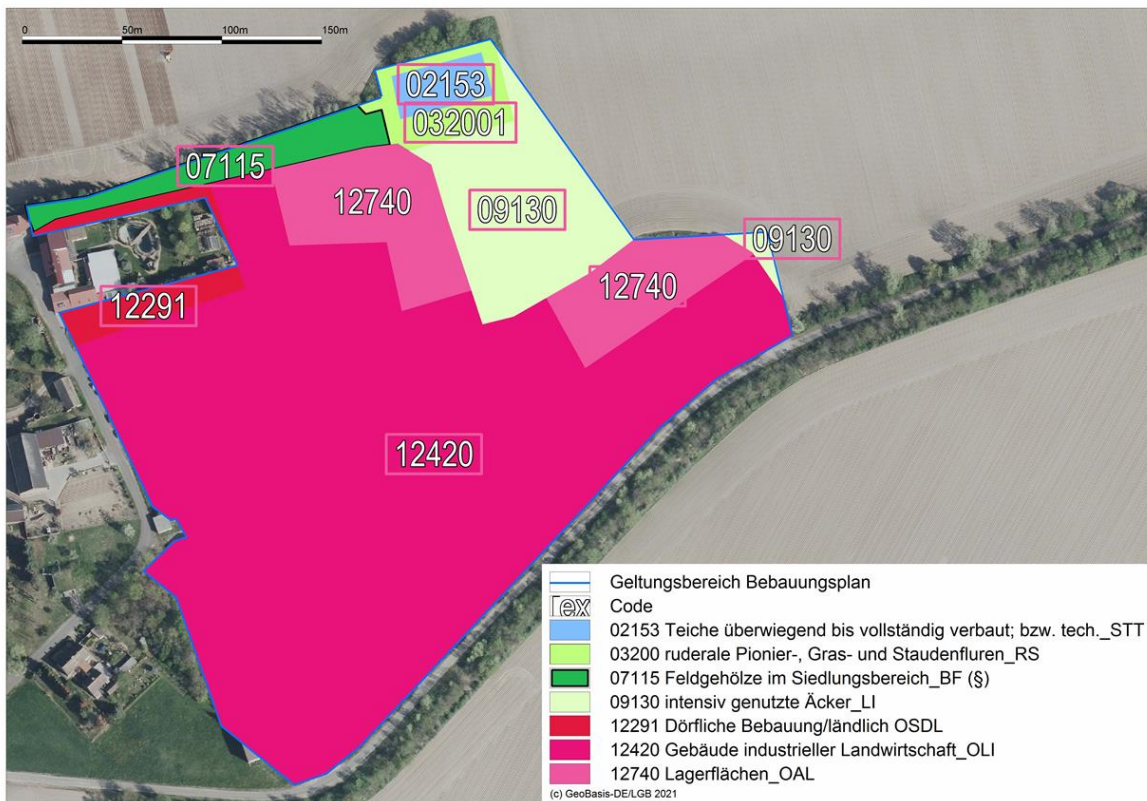 0 50m 100m 150m
02153
032001
07115
12740
09130
09130
12740
12291
12420
Geltungsbereich Bebauungsplan
Tex Code
02153 Teiche überwiegend bis vollständig verbaut; bzw. tech._STT
03200 ruderale Pionier-, Gras- und Staudenfluren_RS
07115 Feldgehölze im Siedlungsbereich_BF (§)
09130 intensiv genutzte Äcker_LI
12291 Dörfliche Bebauung/ländlich OSDL
12420 Gebäude industrieller Landwirtschaft_OLI
12740 Lagerflächen_OAL
(c) GeoBasis-DE/LGB 2021